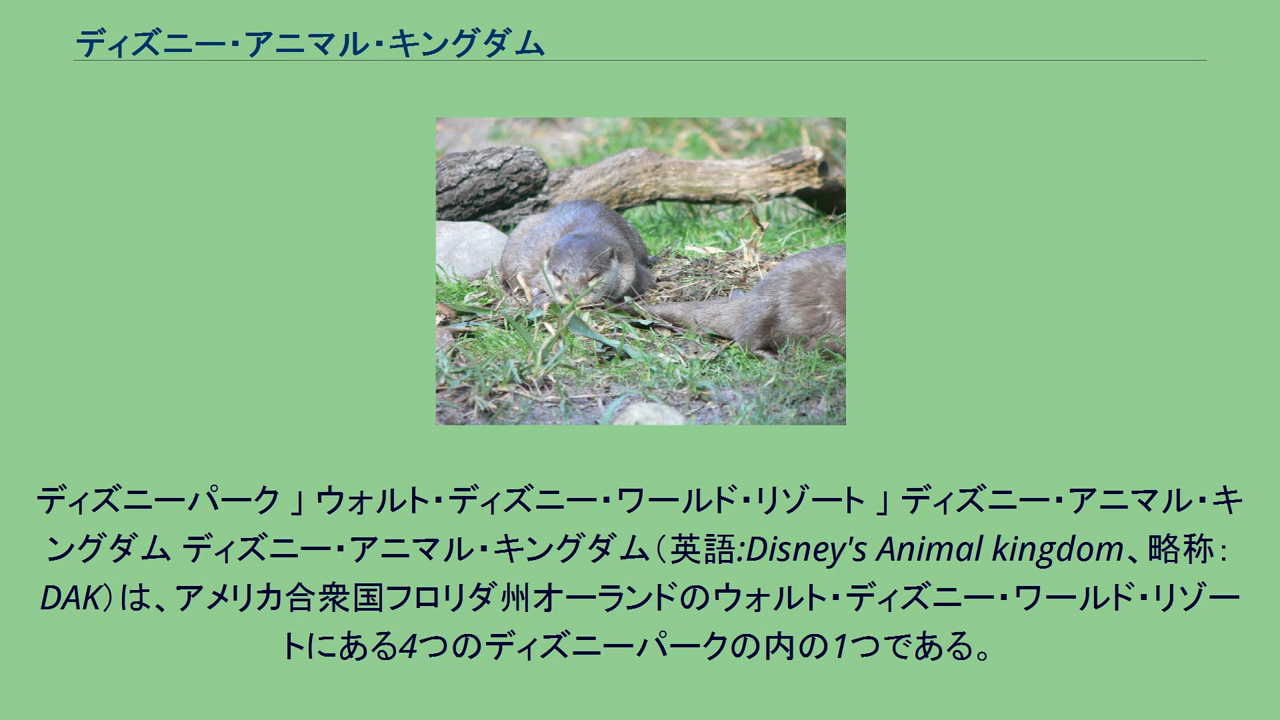 ディズニー・アニマル・キングダム
ディズニーパーク 」 ウォルト・ディズニー・ワールド・リゾート 」 ディズニー・アニマル・キ
ングダム ディズニー・アニマル・キングダム（英語:Disney's Animal kingdom、略称：
DAK）は、アメリカ合衆国フロリダ州オーランドのウォルト・ディズニー・ワールド・リゾー
トにある4つのディズニーパークの内の1つである。